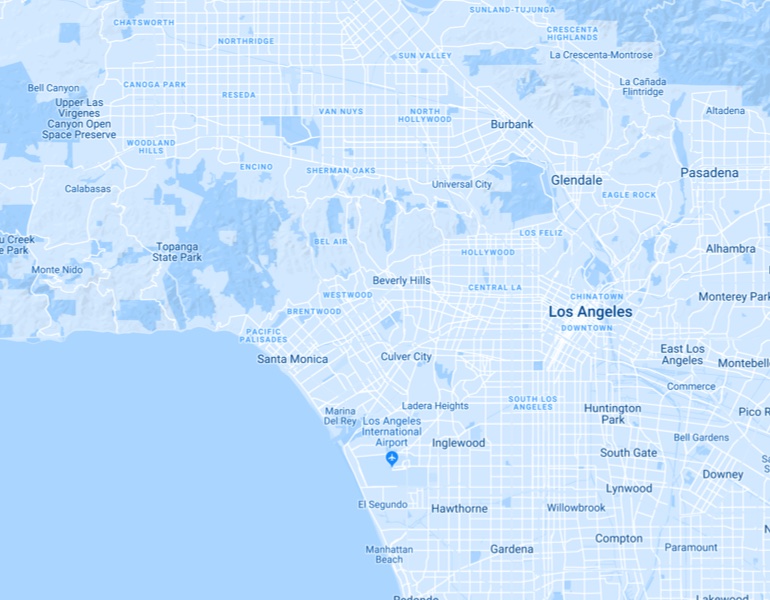 SUNLAND-TUJUNGA
CHATSWORTH
CRESCENTA
HIGHLANDS
NORTHRIDGE
SUN VALLEY
La Crescenta-Montrose
La Cañada
Flintridge
Bell Canyon
CANOGA PARK
RESEDA
Upper Las
Virgenes
Canyon Open
Space Preserve
VAN NUYS
NORTH
HOLLYWOOD
Burbank
Altadena
WOODLAND
HILLS
ENCINO
SHERMAN OAKS
Universal City
Glendale
Pasadena
EAGLE ROCK
Calabasas
u Creek
e Park
Topanga
State Park
BEL AIR
LOS FELIZ
HOLLYWOOD
Alhambra
Monte Nido
Beverly Hills
CENTRAL LA
WESTWOOD
BRENTWOOD
CHINATOWN
Los Angeles
DOWNTOWN
Monterey Park
PACIFIC
PALISADES
Santa Monica
Culver City
East Los
Angeles
Montebell
Commerce
Marina
Del Rey
Ladera Heights
SOUTH LOS
ANGELES
Huntington
Park
Pico R
Los Angeles
International
Airport
Inglewood
Bell Gardens
South Gate
Sa
S
Downey
Lynwood
El Segundo
Hawthorne
Willowbrook
N
Compton
Manhattan
Beach
Gardena
Paramount
Redondo
Lakewood